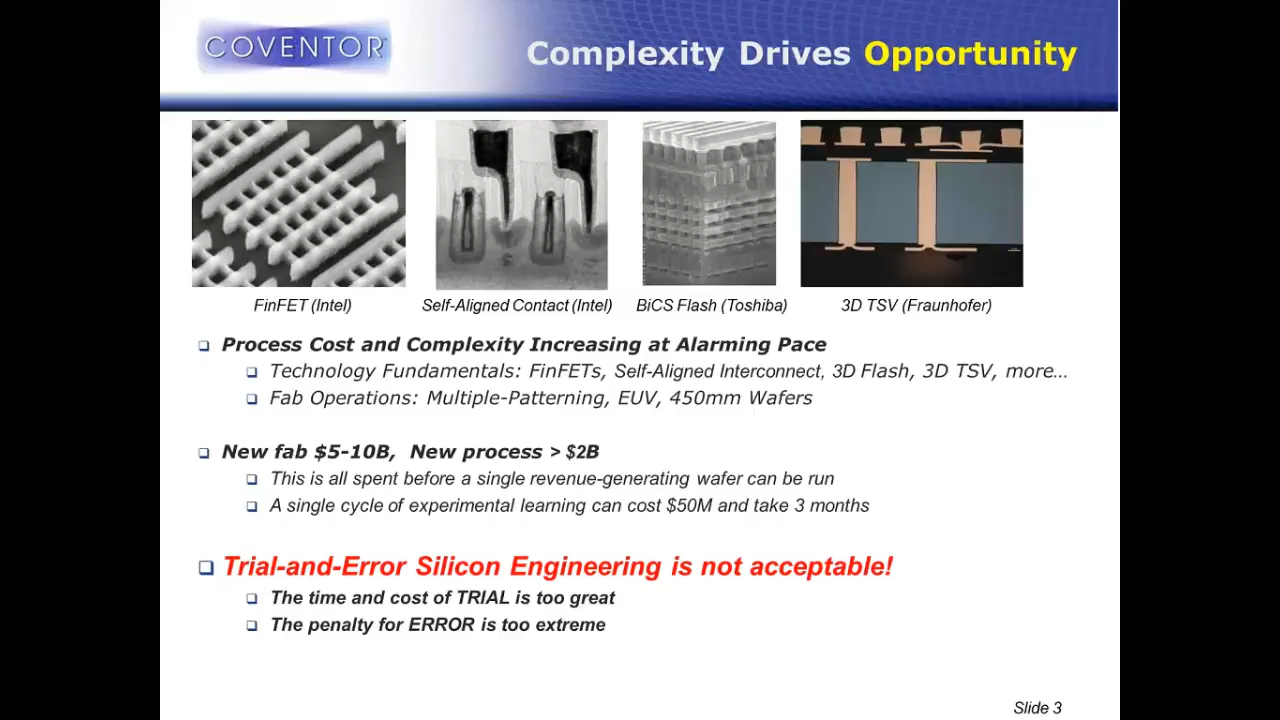 COVENTOR
Complexity Drives Opportunity
FinFET (Intel)
Self-Aligned Contact (Intel)
BiCS Flash (Toshiba)
3D TSV (Fraunhofer)
Process Cost and Complexity Increasing at Alarming Pace
Technology Fundamentals: FinFETs, Self-Aligned Interconnect, 3D Flash, 3D TSV, more…
Fab Operations: Multiple-Patterning, EUV, 450mm Wafers
New fab $5-10B, New process > $2B
This is all spent before a single revenue-generating wafer can be run
A single cycle of experimental learning can cost $50M and take 3 months
Trial-and-Error Silicon Engineering is not acceptable!
The time and cost of TRIAL is too great
The penalty for ERROR is too extreme
Slide 3